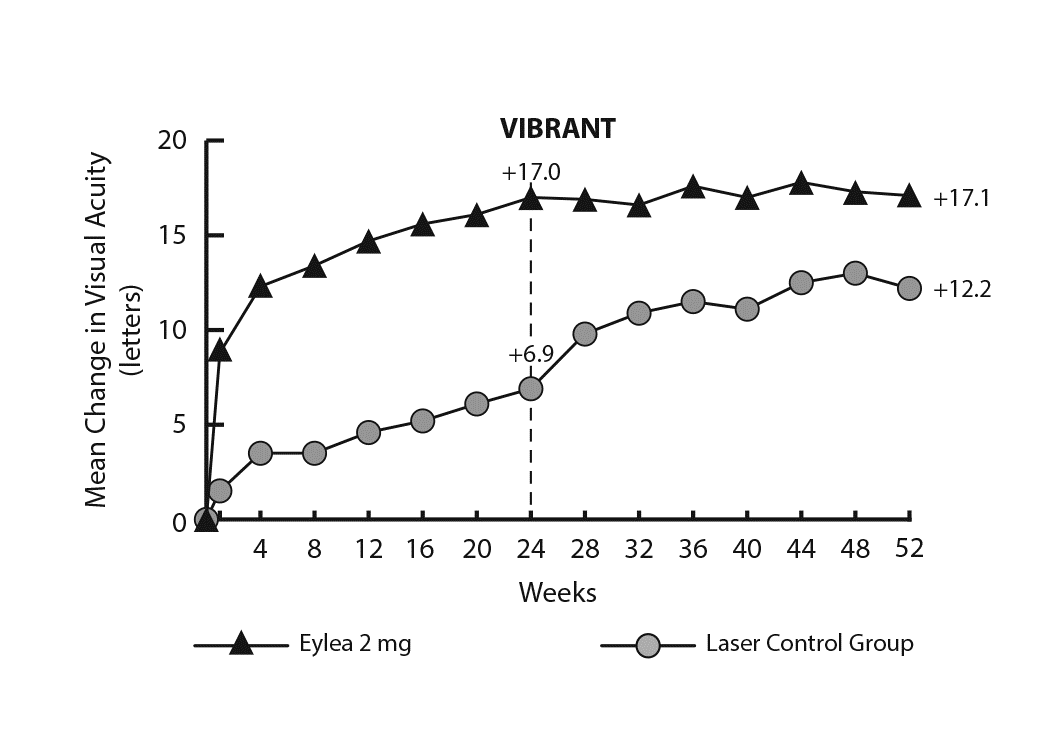 VIBRANT
Mean Change in Visual Acuity
(letters)
20
15
10
5
0
+17.0
+17.1
+6.9
+12.2
4 8 12 16 20 24 28 32 36 40 44 48 52
Weeks
Eylea 2 mg
Laser Control Group